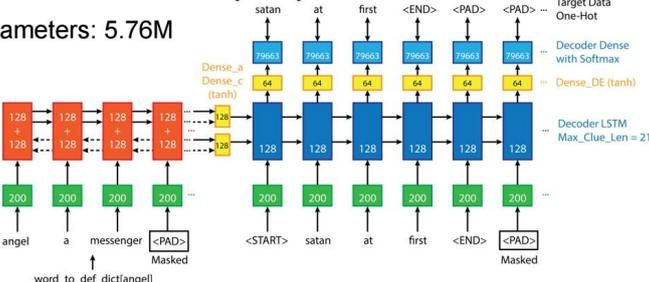 satan at first <END> <PAD> <PAD> ... Target Data
One-Hot
ameters: 5.76M
79663 79663 79663 79663 79663 79663 ... Decoder Dense
with Softmax
Dense_a
Dense_c
(tanh)
64 64 64 64 64 64 ... Dense_DE (tanh)
128 + 128 128 + 128 128 + 128 128 + 128 ... 128
128
128 128 128 128 128 128 ... Decoder LSTM
Max_Clue_Len = 21
200 200 200 200 ... 200 200 200 200 200 200 ...
angel a messenger <PAD> <START> satan at first <END> <PAD>
Masked Masked
word_to_def_dict[angel]